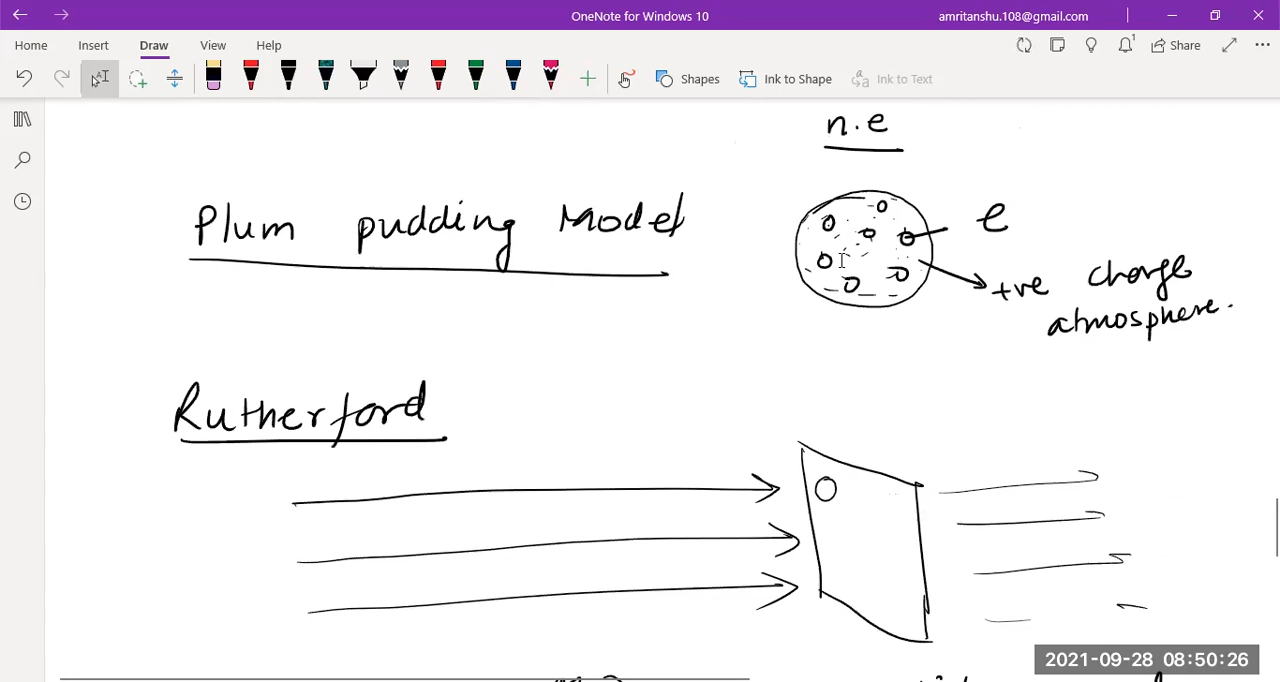 OneNote for Windows 10
amritanshu.108@gmail.com
Home Insert Draw View Help
Share
Shapes
Ink to Shape
Ink to Text
n.e
Plum pudding Model
e
+ve charge
atmosphere.
Rutherford
2021-09-28 08:50:26